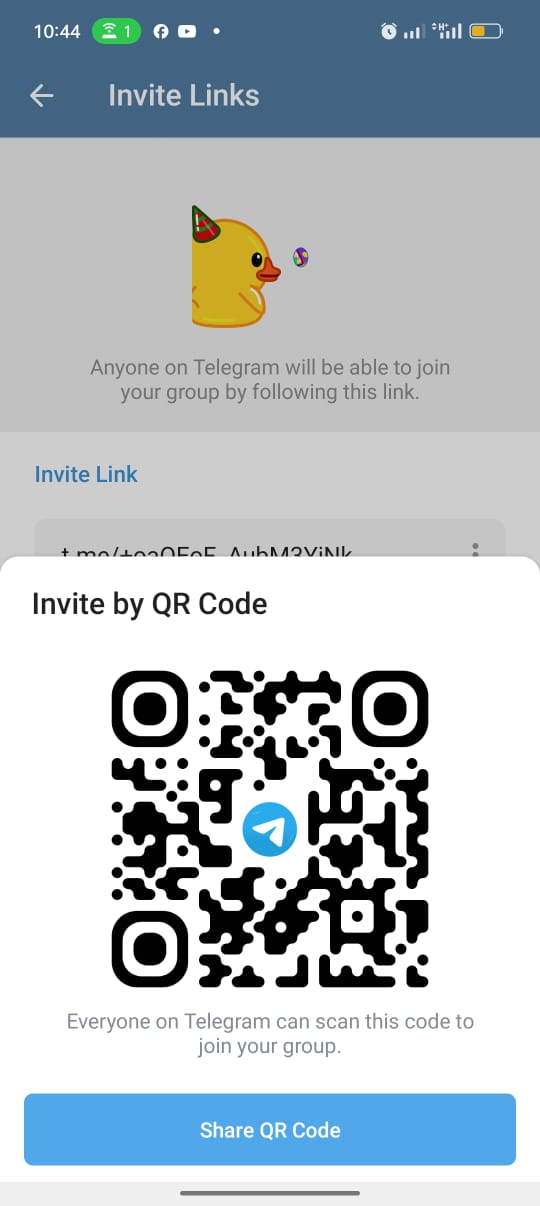 10:44
1
H+
Invite Links
Anyone on Telegram will be able to join
your group by following this link.
Invite Link
Invite by QR Code
Everyone on Telegram can scan this code to
join your group.
Share QR Code